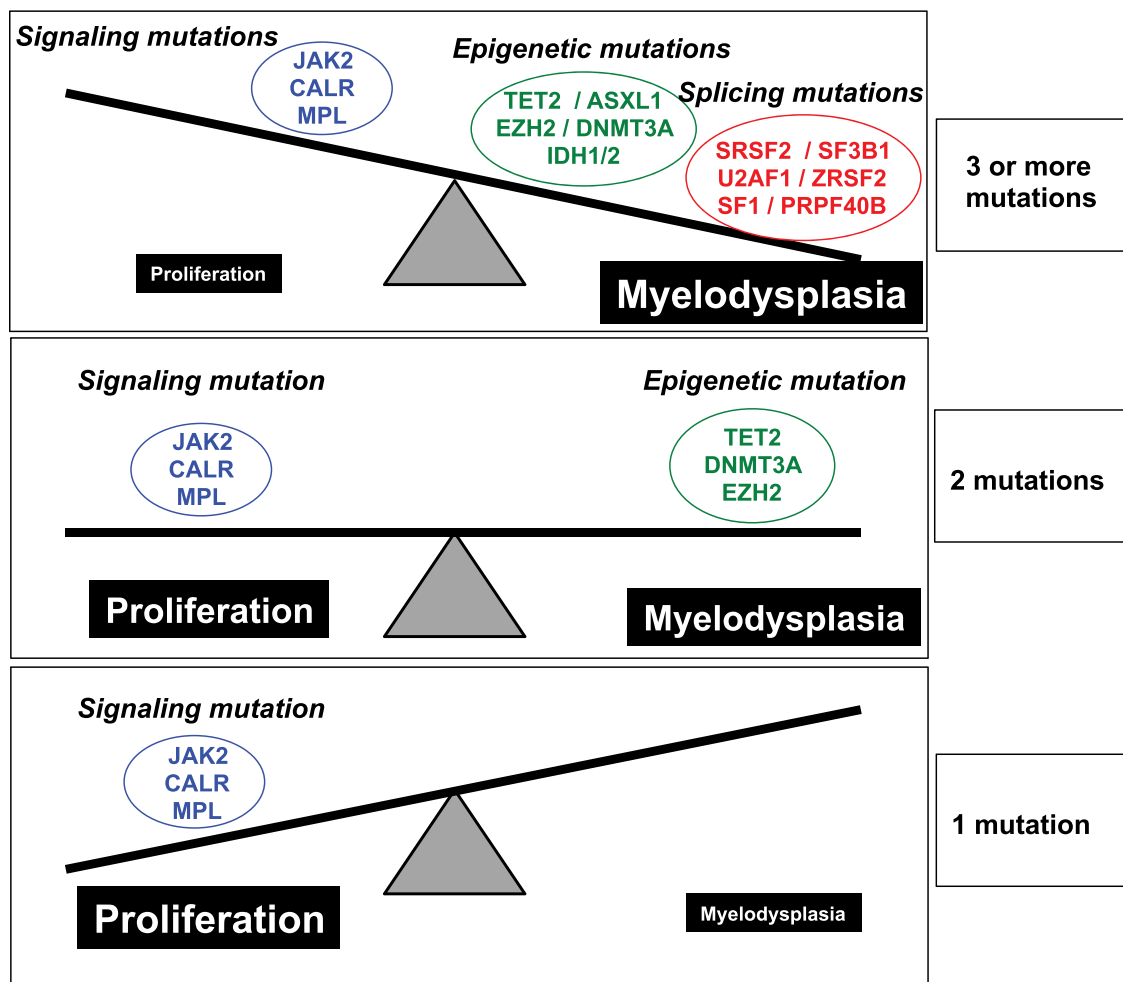 Signaling mutations
JAK2
CALR
MPL
Epigenetic mutations
TET2 / ASXL1
EZH2 / DNMT3A
IDH1/2
Splicing mutations
SRSF2 / SF3B1
U2AF1 / ZRSF2
SF1 / PRPF40B
Proliferation
Myelodysplasia
3 or more
mutations
Signaling mutation
JAK2
CALR
MPL
Epigenetic mutation
TET2
DNMT3A
EZH2
Proliferation
Myelodysplasia
2 mutations
Signaling mutation
JAK2
CALR
MPL
Proliferation
Myelodysplasia
1 mutation